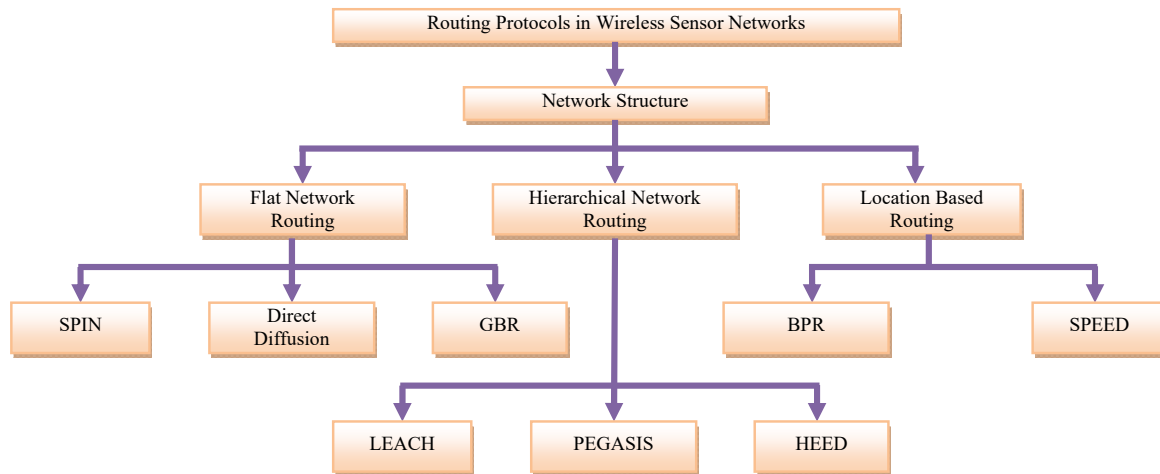 Routing Protocols in Wireless Sensor Networks
Network Structure
Flat Network
Routing
Hierarchical Network
Routing
Location Based
Routing
SPIN
Direct
Diffusion
GBR
BPR
SPEED
LEACH
PEGASIS
HEED